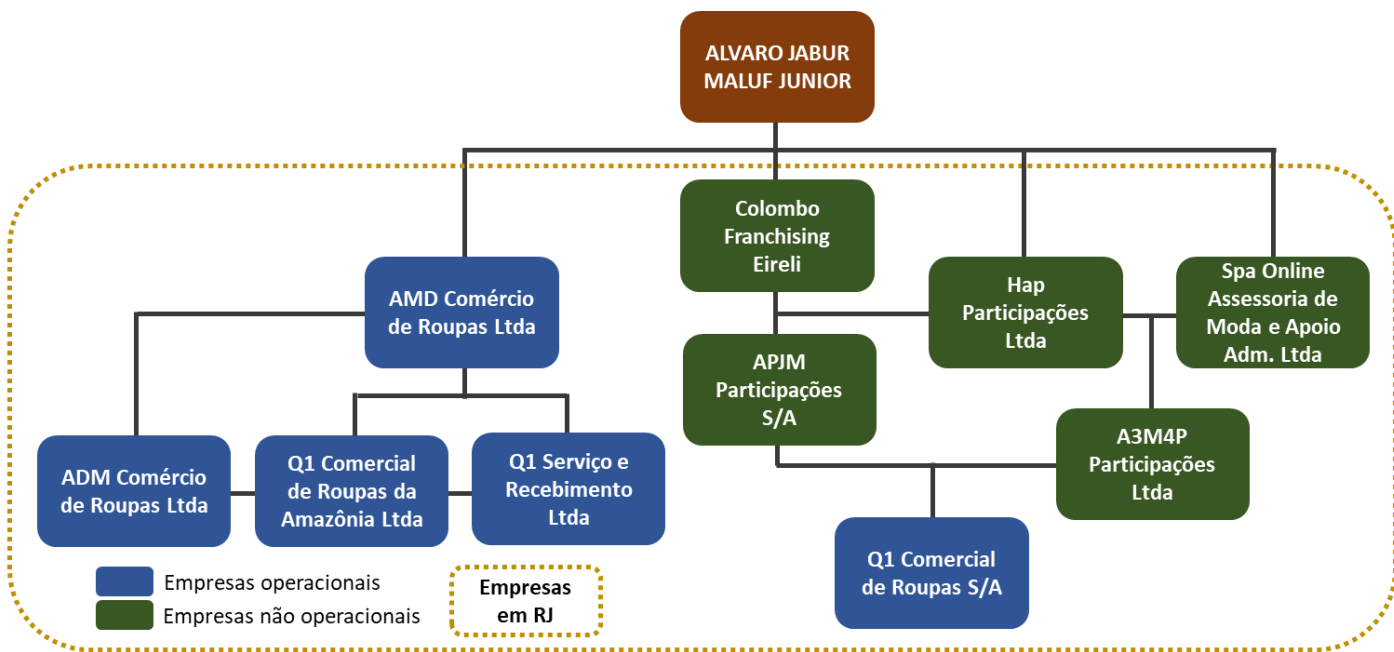 ALVARO JABUR
MALUF JUNIOR
Colombo
Franchising
Eireli
AMD Comércio
de Roupas Ltda
Hap
Participações
Ltda
Spa Online
Assessoria de
Moda e Apoio
Adm. Ltda
APJM
Participações
S/A
ADM Comércio
de Roupas Ltda
Q1 Comercial
de Roupas da
Amazônia Ltda
Q1 Serviço e
Recebimento
Ltda
A3M4P
Participações
Ltda
Q1 Comercial
de Roupas S/A
Empresas operacionais
Empresas não operacionais
Empresas
em RJ